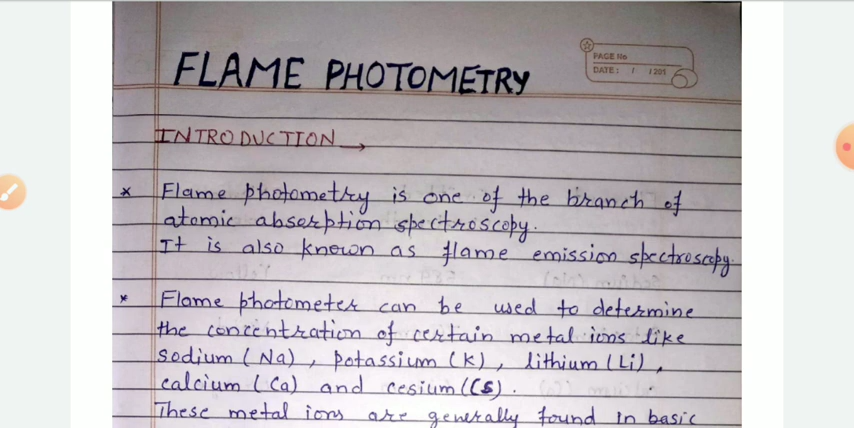 FLAME PHOTOMETRY
PAGE No
DATE: / /201
INTRODUCTION →
* Flame photometry is one of the branch of
atomic absorption spectroscopy.
It is also known as flame emission spectroscopy.
* Flame photometer can be used to determine
the concentration of certain metal ions like
sodium (Na), potassium (K), lithium (Li),
calcium (Ca) and cesium (Cs).
These metal ions are generally found in basic